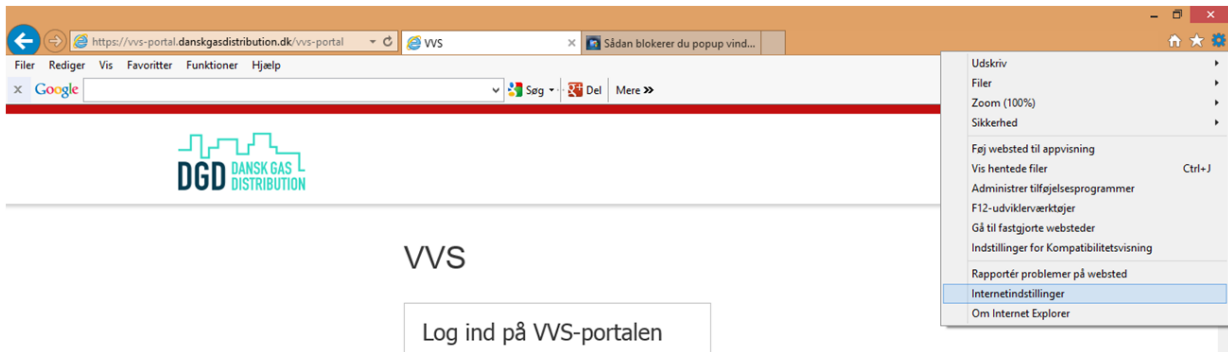 https://vvs-portal.danskgasdistribution.dk/vvs-portal
VVS
Sådan blokerer du popup vind...
Filer Rediger Vis Favoritter Funktioner Hjælp
x Google Søg Del Mere »
DGD DANSK GAS
DISTRIBUTION
VVS
Log ind på VVS-portalen
Udskriv
Filer
Zoom (100%)
Sikkerhed
Føj websted til appvisning
Vis hentede filer Ctrl+J
Administrer tilføjelsesprogrammer
F12-udviklerværktøjer
Gå til fastgjorte websteder
Indstillinger for Kompatibilitetsvisning
Rapportér problemer på websted
Internetindstillinger
Om Internet Explorer